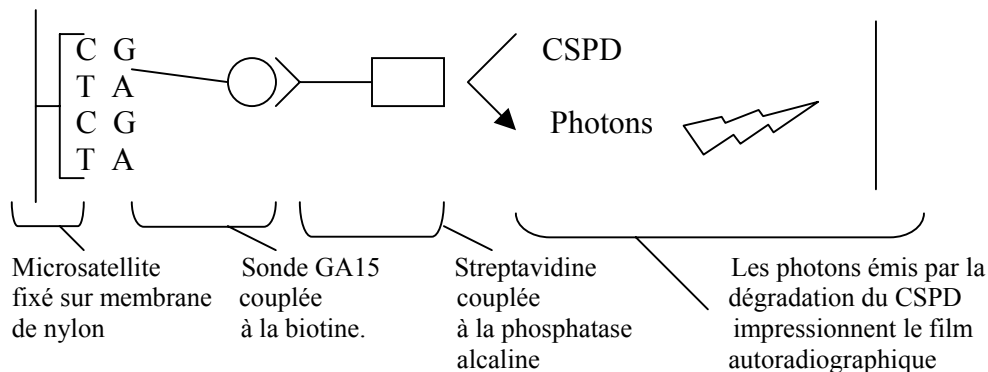 C G
T A
C G
T A
CSPD
Photons
Microsatellite
fixé sur membrane
de nylon
Sonde GA15
couplée
à la biotine.
Streptavidine
couplée
à la phosphatase
alcaline
Les photons émis par la
dégradation du CSPD
impressionnent le film
autoradiographique